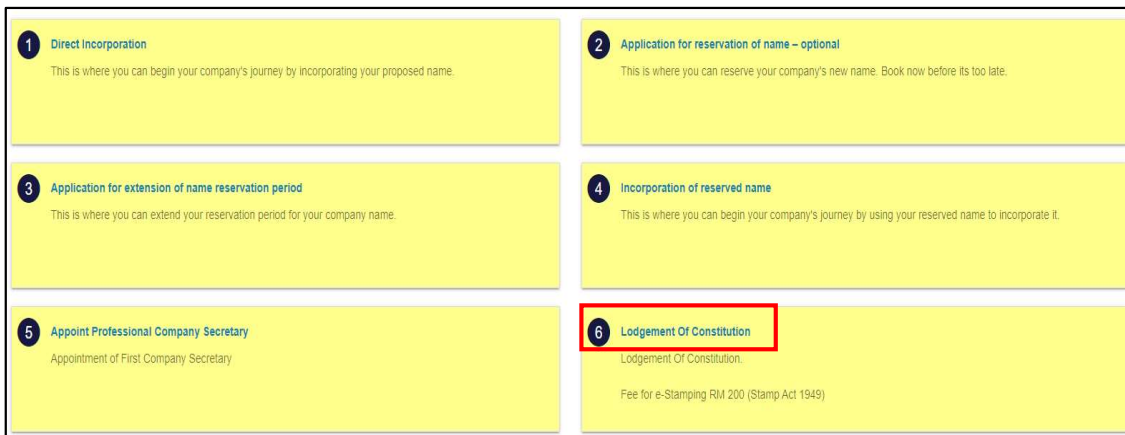 1 Direct Incorporation
This is where you can begin your company's journey by incorporating your proposed name.
2 Application for reservation of name – optional
This is where you can reserve your company's new name. Book now before its too late.
3 Application for extension of name reservation period
This is where you can extend your reservation period for your company name.
4 Incorporation of reserved name
This is where you can begin your company's journey by using your reserved name to incorporate it.
5 Appoint Professional Company Secretary
Appointment of First Company Secretary
6 Lodgement Of Constitution
Lodgement Of Constitution.
Fee for e-Stamping RM 200 (Stamp Act 1949)